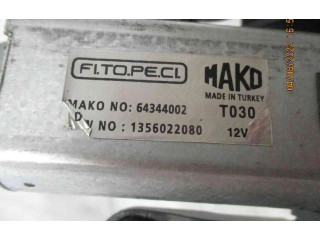 FI.TO.PE.CI.
MAKO
MADE IN TURKEY
MAKO NO: 64344002
T030
NO : 1356022080
12V